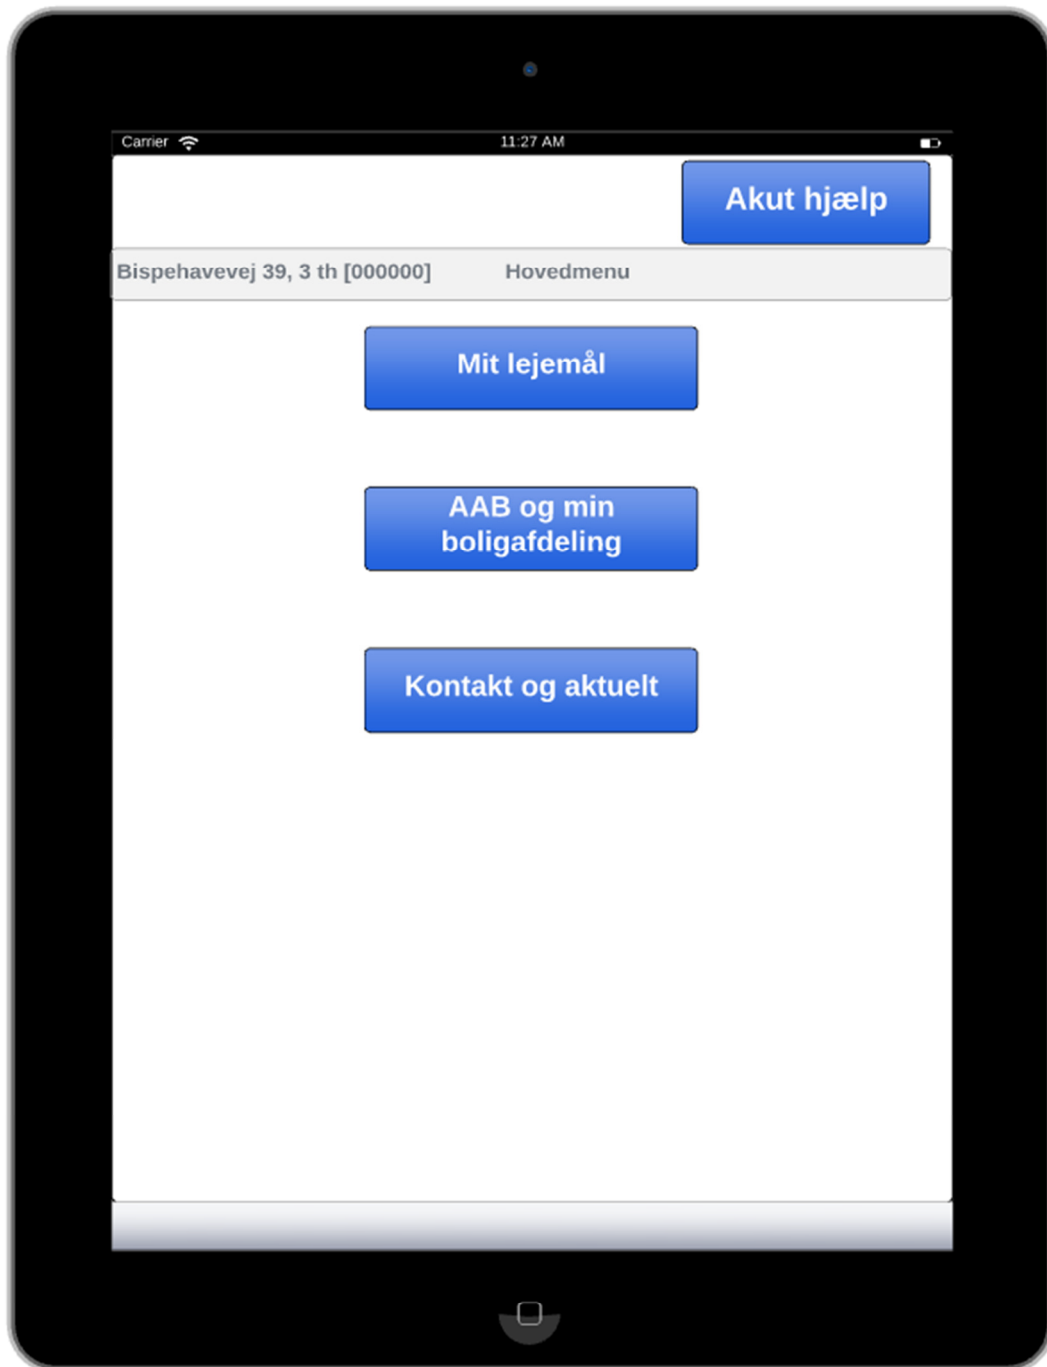 Carrier 11:27 AM
Akut hjælp
Bispehavevej 39, 3 th [000000] Hovedmenu
Mit lejemål
AAB og min
boligafdeling
Kontakt og aktuelt